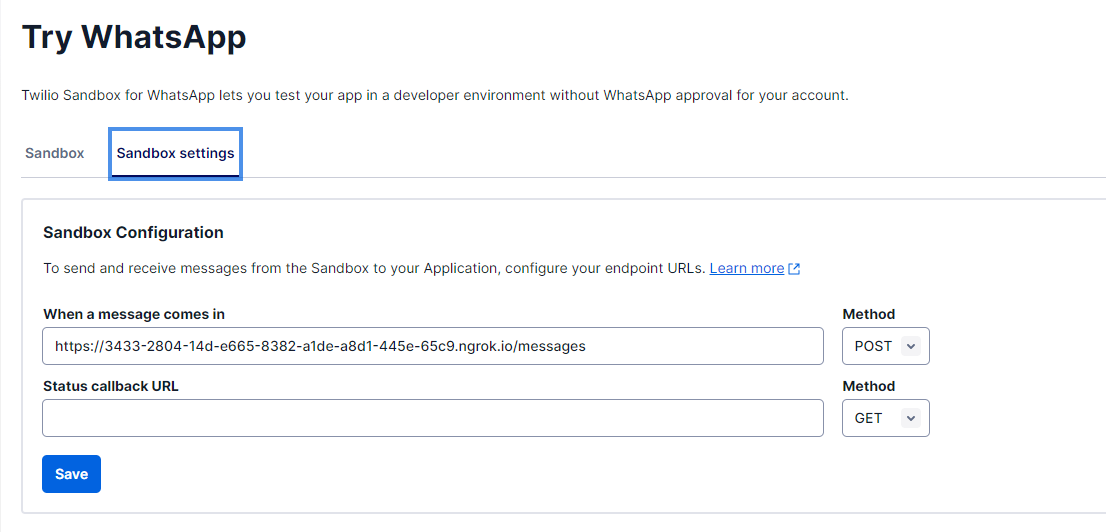 Try WhatsApp
Twilio Sandbox for WhatsApp lets you test your app in a developer environment without WhatsApp approval for your account.
Sandbox Sandbox settings
Sandbox Configuration
To send and receive messages from the Sandbox to your Application, configure your endpoint URLs. Learn more
When a message comes in Method
https://3433-2804-14d-e665-8382-a1de-a8d1-445e-65c9.ngrok.io/messages POST
Status callback URL Method
GET
Save